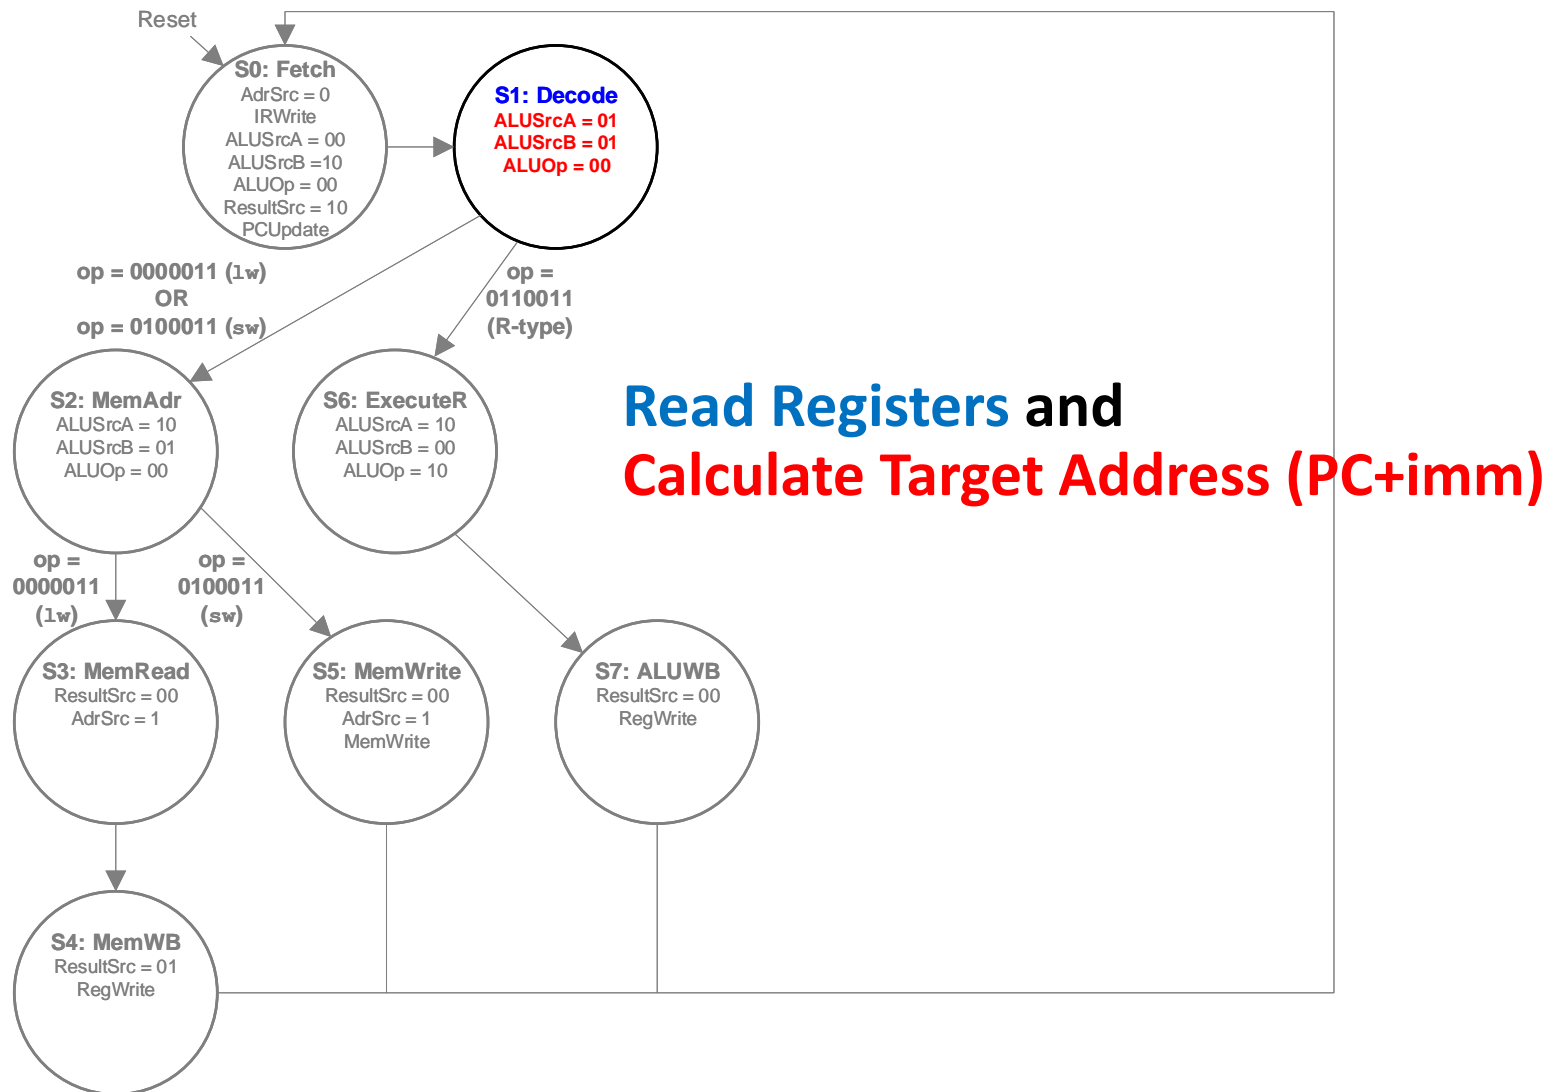 Reset
S0: Fetch
AdrSrc = 0
IRWrite
ALUSrcA = 00
ALUSrcB =10
ALUOp = 00
ResultSrc = 10
PCUpdate
S1: Decode
ALUSrcA = 01
ALUSrcB = 01
ALUOp = 00
op = 0000011 (lw)
OR
op = 0100011 (sw)
op =
0110011
(R-type)
S2: MemAdr
ALUSrcA = 10
ALUSrcB = 01
ALUOp = 00
S6: ExecuteR
ALUSrcA = 10
ALUSrcB = 00
ALUOp = 10
Read Registers and
Calculate Target Address (PC+imm)
op =
0000011
(lw)
op =
0100011
(sw)
S3: MemRead
ResultSrc = 00
AdrSrc = 1
S5: MemWrite
ResultSrc = 00
AdrSrc = 1
MemWrite
S7: ALUWB
ResultSrc = 00
RegWrite
S4: MemWB
ResultSrc = 01
RegWrite